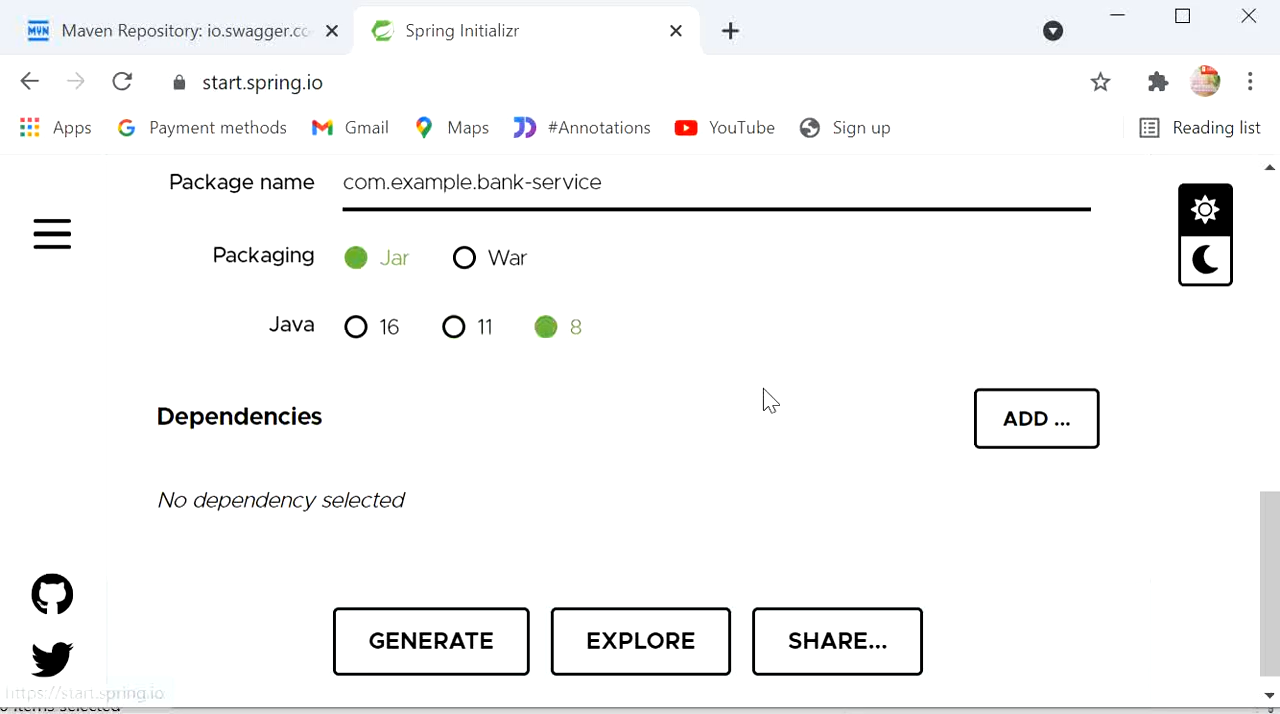 Maven Repository: io.swagger.co
Spring Initializr
start.spring.io
Apps
Payment methods
Gmail
Maps
#Annotations
YouTube
Sign up
Reading list
Package name com.example.bank-service
Packaging Jar War
Java 16 11 8
Dependencies
ADD ...
No dependency selected
GENERATE EXPLORE SHARE...
https://start.spring.io
items selected